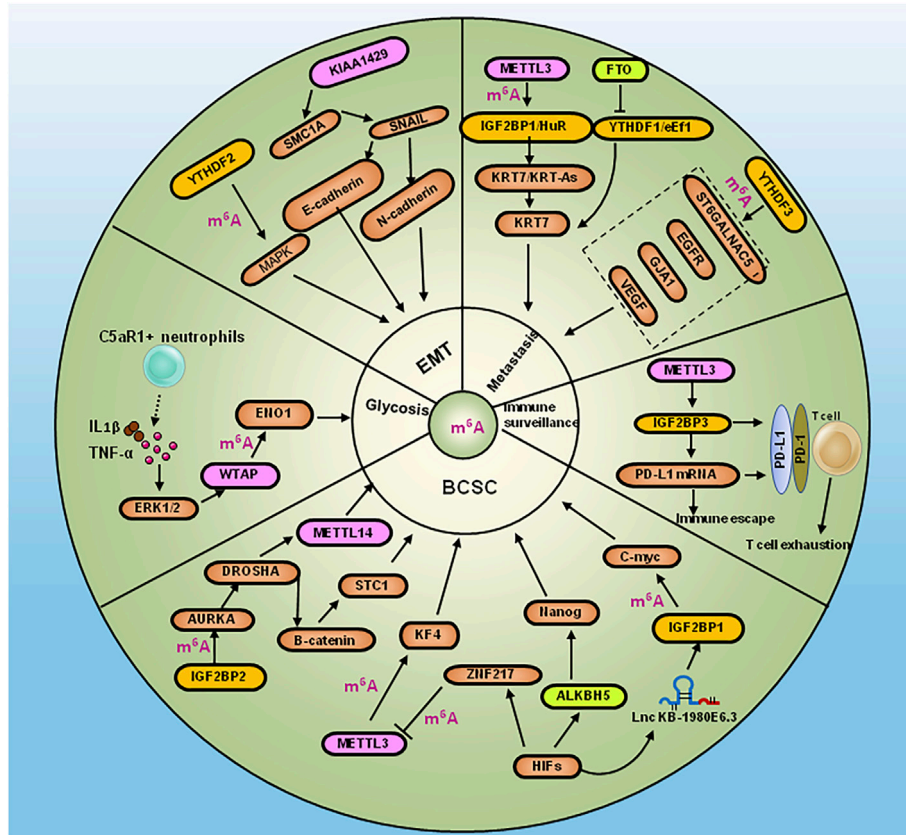 KIAA1429
SMC1A
SNAIL
YTHDF2
m6A
E-cadherin
N-cadherin
MAPK
METTL3
FTO
m6A
IGF2BP1/HuR
YTHDF1/eEf1
KRT7/KRT-As
KRT7
YTHDF3
m6A
ST6GALNAC5,
EGFR
GJA1
VEGF
C5aR1+ neutrophils
IL1β
TNF-α
ERK1/2
WTAP
m6A
ENO1
EMT
Metastasis
Glycosis
Immune
surveillance
m6A
BCSC
METTL3
IGF2BP3
PD-L1 mRNA
Immune escape
PD-L1
PD-1
T cell
T cell exhaustion
METTL14
DROSHA
STC1
AURKA
B-catenin
m6A
IGF2BP2
KF4
m6A
METTL3
m6A
ZNF217
Nanog
ALKBH5
HIFs
C-myc
m6A
IGF2BP1
Lnc KB-1980E6.3